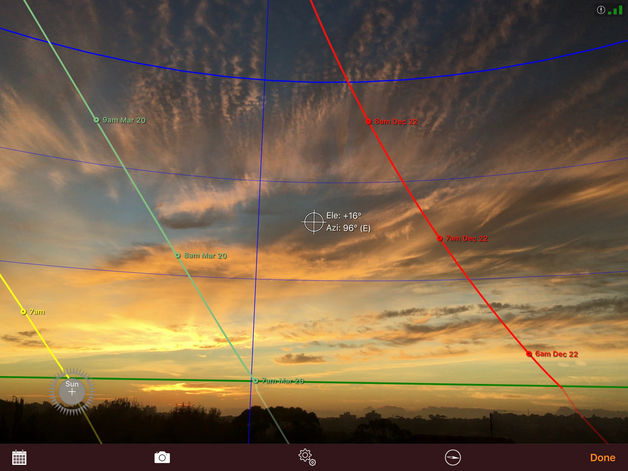 9am Mar 20
8am Dec 22
Ele: +16°
Azi: 96° (E)
7am Dec 22
8am Mar 20
7am
6am Dec 22
Sun
7am Mar 20
Done